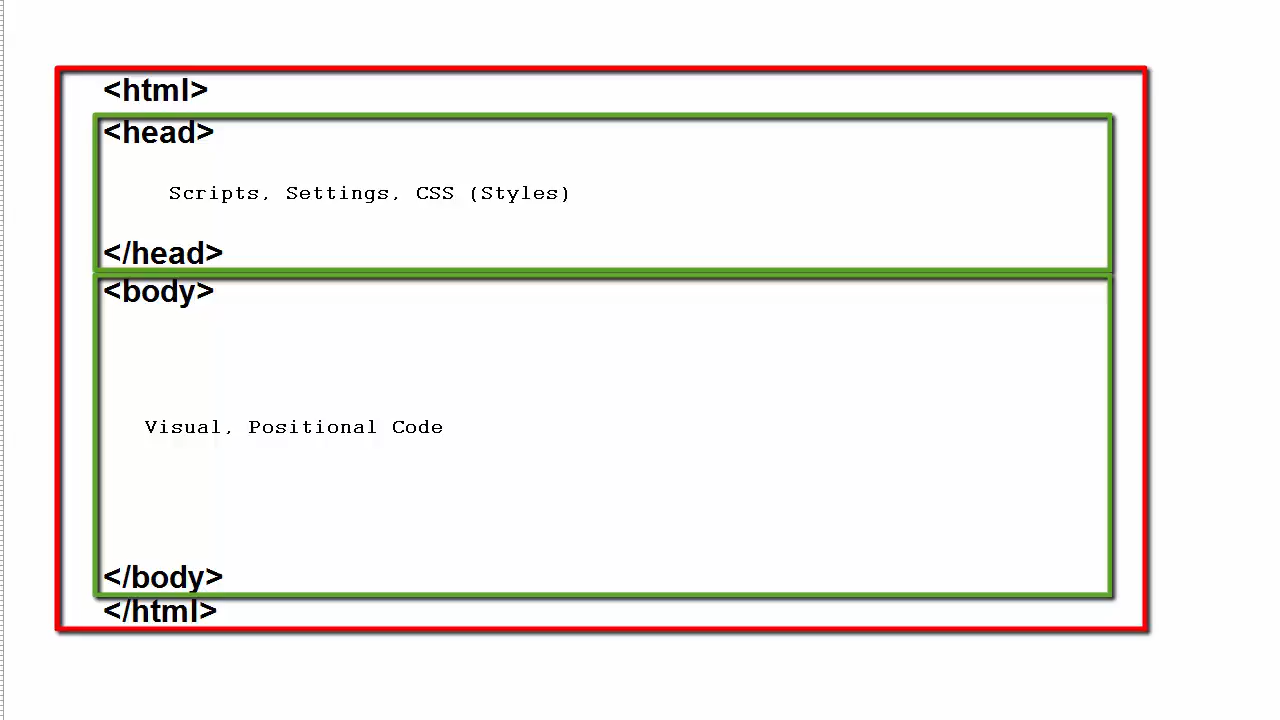 <html>
<head>
Scripts, Settings, CSS (Styles)
</head>
<body>
Visual, Positional Code
</body>
</html>